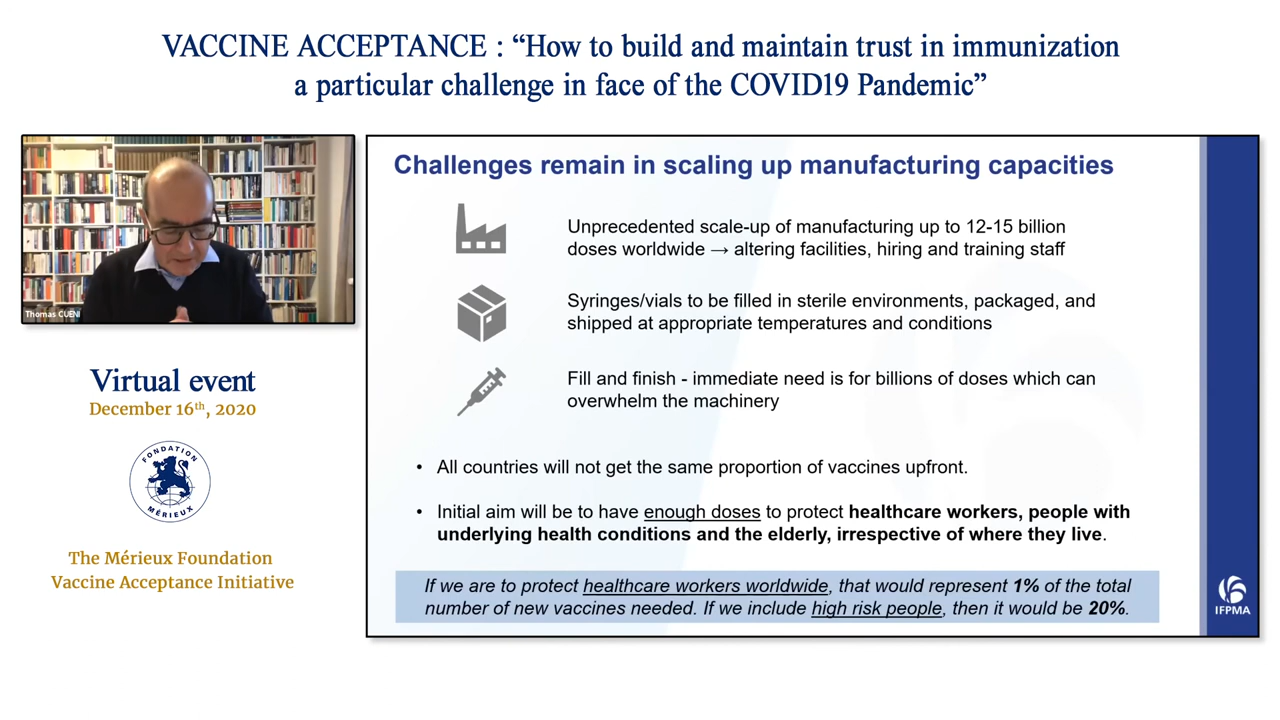 VACCINE ACCEPTANCE : “How to build and maintain trust in immunization
a particular challenge in face of the COVID19 Pandemic”
Thomas CUENI
Virtual event
December 16th, 2020
FONDATION
MÉRIEUX
The Mérieux Foundation
Vaccine Acceptance Initiative
Challenges remain in scaling up manufacturing capacities
Unprecedented scale-up of manufacturing up to 12-15 billion
doses worldwide → altering facilities, hiring and training staff
Syringes/vials to be filled in sterile environments, packaged, and
shipped at appropriate temperatures and conditions
Fill and finish - immediate need is for billions of doses which can
overwhelm the machinery
• All countries will not get the same proportion of vaccines upfront.
• Initial aim will be to have enough doses to protect healthcare workers, people with
underlying health conditions and the elderly, irrespective of where they live.
If we are to protect healthcare workers worldwide, that would represent 1% of the total
number of new vaccines needed. If we include high risk people, then it would be 20%.
IFPMA